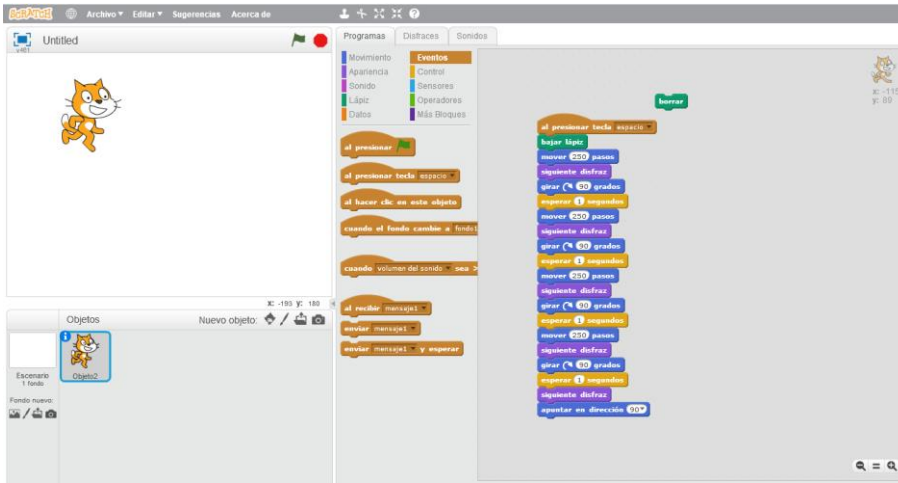 SCRATCH Archivo Editar Sugerencias Acerca de
Untitled
v461
X: -193 y: 180
Objetos Nuevo objeto:
Escenario
1 fondo
Fondo nuevo:
Objeto2
Programas Disfraces Sonidos
Movimiento Eventos
Apariencia Control
Sonido Sensores
Lápiz Operadores
Datos Más Bloques
al presionar
al presionar tecla espacio
al hacer clic en este objeto
cuando el fondo cambie a fondo1
cuando volumen del sonido sea >
al recibir mensaje1
enviar mensaje1
enviar mensaje1 y esperar
x: -115
y: 89
borrar
al presionar tecla espacio
bajar lápiz
mover 250 pasos
siguiente disfraz
girar 90 grados
esperar 1 segundos
mover 250 pasos
siguiente disfraz
girar 90 grados
esperar 1 segundos
mover 250 pasos
siguiente disfraz
girar 90 grados
esperar 1 segundos
mover 250 pasos
siguiente disfraz
girar 90 grados
esperar 1 segundos
siguiente disfraz
apuntar en dirección 90